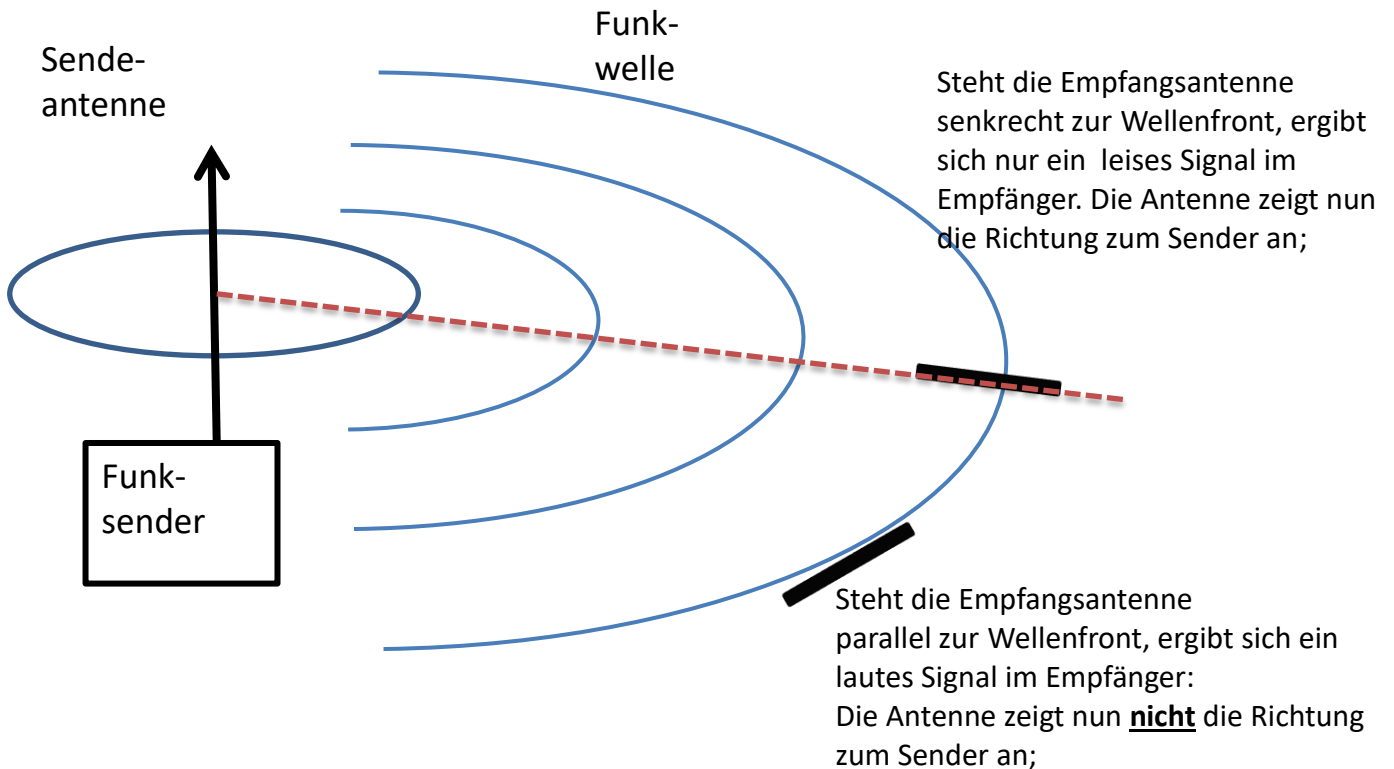 Sende-
antenne
Funk-
welle
Steht die Empfangsantenne
senkrecht zur Wellenfront, ergibt
sich nur ein leises Signal im
Empfänger. Die Antenne zeigt nun
die Richtung zum Sender an;
Funk-
sender
Steht die Empfangsantenne
parallel zur Wellenfront, ergibt sich ein
lautes Signal im Empfänger:
Die Antenne zeigt nun nicht die Richtung
zum Sender an;